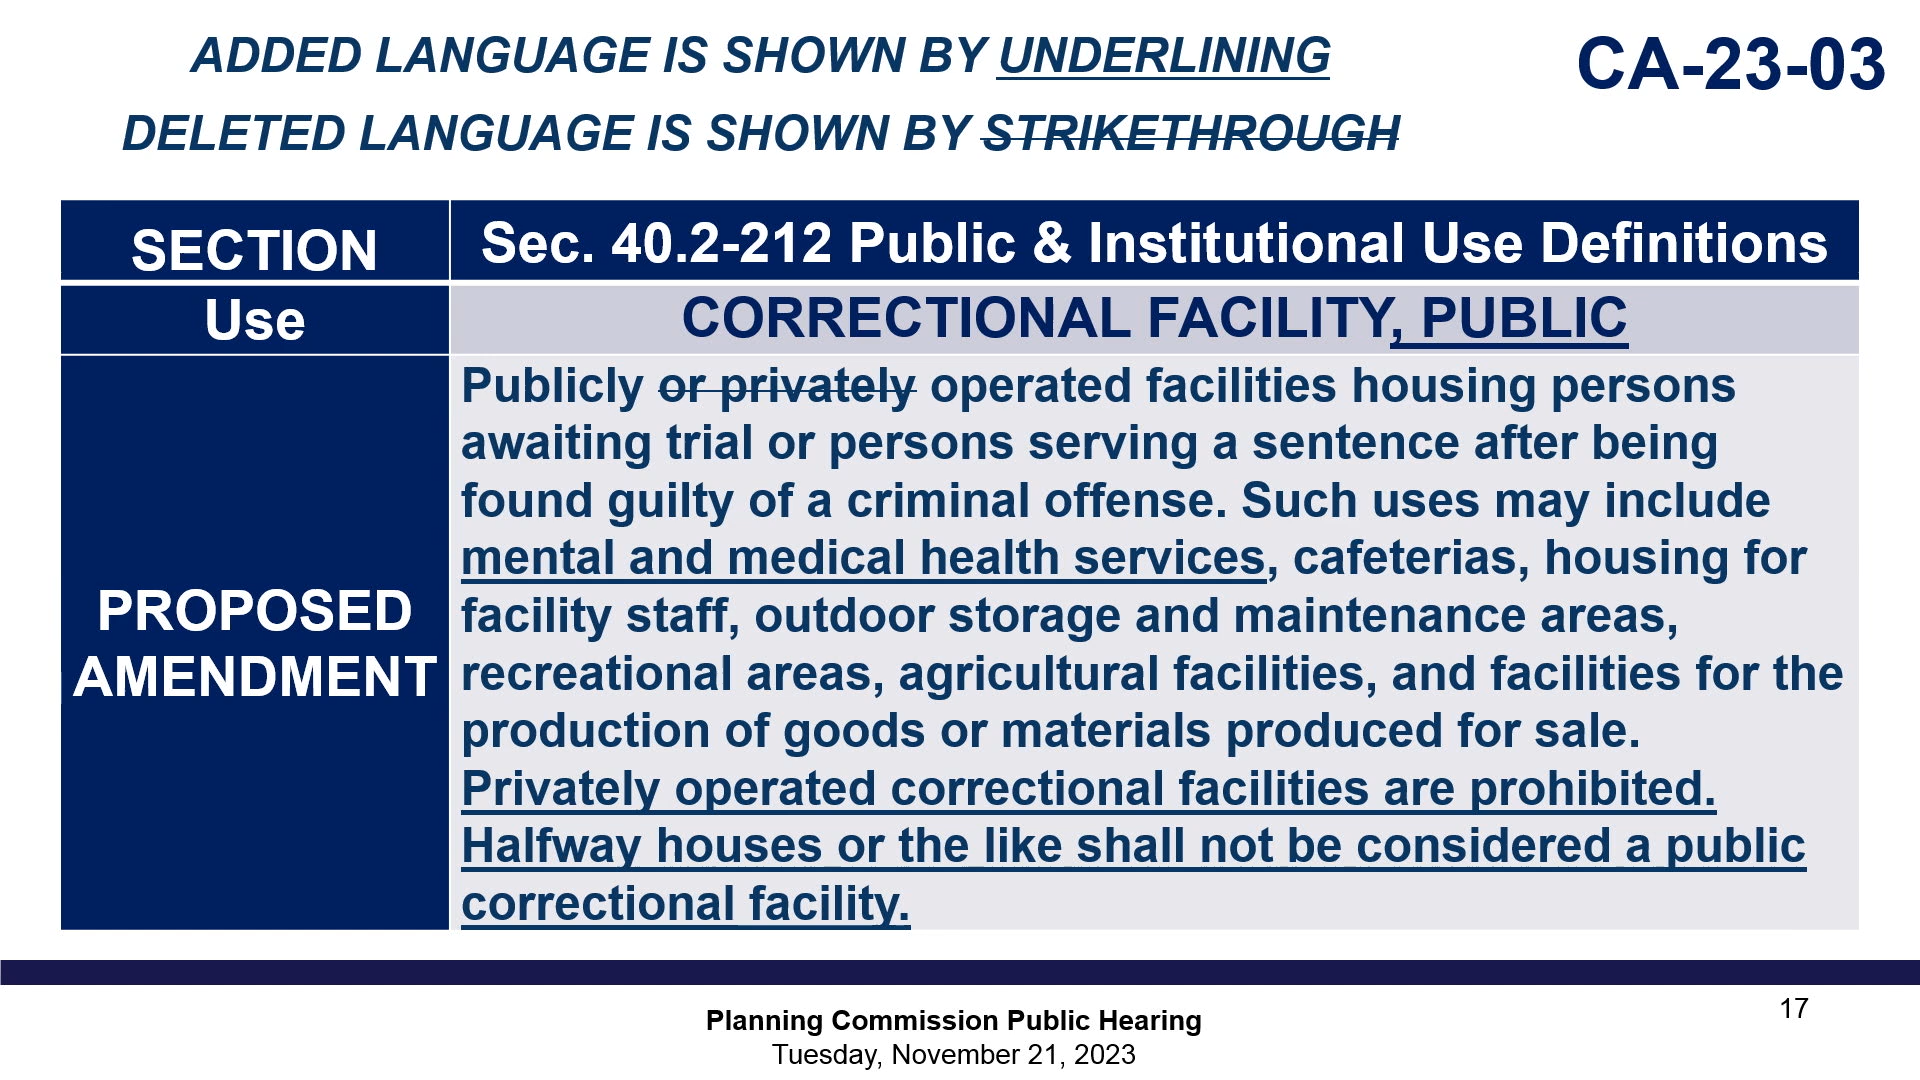 ADDED LANGUAGE IS SHOWN BY UNDERLINING
CA-23-03
DELETED LANGUAGE IS SHOWN BY STRIKETHROUGH
SECTION
Sec. 40.2-212 Public & Institutional Use Definitions
Use
CORRECTIONAL FACILITY, PUBLIC
PROPOSED
AMENDMENT
Publicly or privately operated facilities housing persons
awaiting trial or persons serving a sentence after being
found guilty of a criminal offense. Such uses may include
mental and medical health services, cafeterias, housing for
facility staff, outdoor storage and maintenance areas,
recreational areas, agricultural facilities, and facilities for the
production of goods or materials produced for sale.
Privately operated correctional facilities are prohibited.
Halfway houses or the like shall not be considered a public
correctional facility.
Planning Commission Public Hearing
Tuesday, November 21, 2023
17